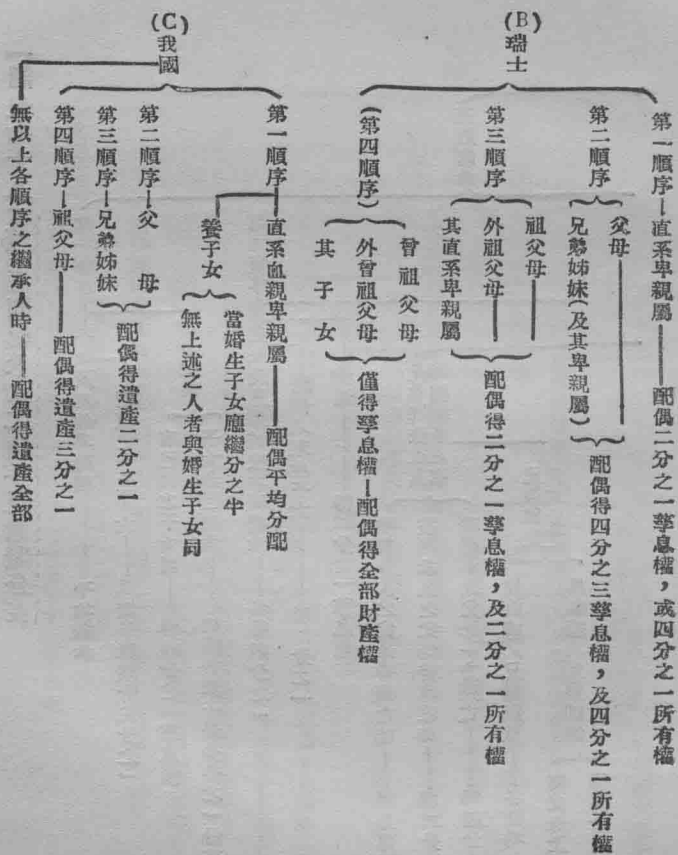 (B)
瑞士
第一順序 直系卑親屬 配偶二分之一孳息權,或四分之一所有權
第二順序
父母
兄弟姊妹(及其卑親屬)
配偶得四分之三孳息權,及四分之一所有權
第三順序
祖父母
外祖父母
其直系卑親屬
配偶得二分之一孳息權,及二分之一所有權
(第四順序)
曾祖父母
外曾祖父母
其子女
僅得孳息權 配偶得全部財產權
(C)
我國
第一順序
直系血親卑親屬 配偶平均分配
養子女
當婚生子女應繼分之半
無上述之人者與婚生子女同
第二順序 父母
第三順序 兄弟姊妹
配偶得遺產二分之一
第四順序 祖父母 配偶得遺產三分之一
無以上各順序之繼承人時 配偶得遺產全部